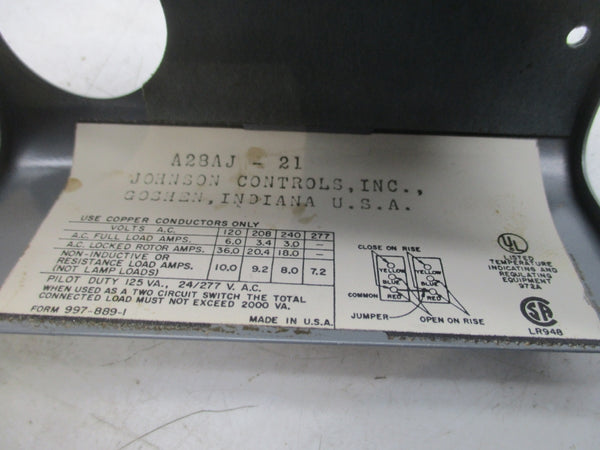 A28AJ - 21
JOHNSON CONTROLS, INC.,
GOSHEN, INDIANA U.S.A.
USE COPPER CONDUCTORS ONLY
VOLTS A.C. 120 208 240 277
A.C. FULL LOAD AMPS. 6.0 3.4 3.0 —
A.C. LOCKED ROTOR AMPS. 36.0 20.4 18.0 —
NON-INDUCTIVE OR
RESISTANCE LOAD AMPS.
(NOT LAMP LOADS) 10.0 9.2 8.0 7.2
PILOT DUTY 125 VA., 24/277 V. A.C.
WHEN USED AS A TWO CIRCUIT SWITCH THE TOTAL
CONNECTED LOAD MUST NOT EXCEED 2000 VA.
FORM 997-889-1 MADE IN U.S.A.
CLOSE ON RISE
YELLOW YELLOW
BLUE BLUE
COMMON RED RED
JUMPER OPEN ON RISE
UL
LISTED
TEMPERATURE
INDICATING AND
REGULATING
EQUIPMENT
97ZA
SA
LR948